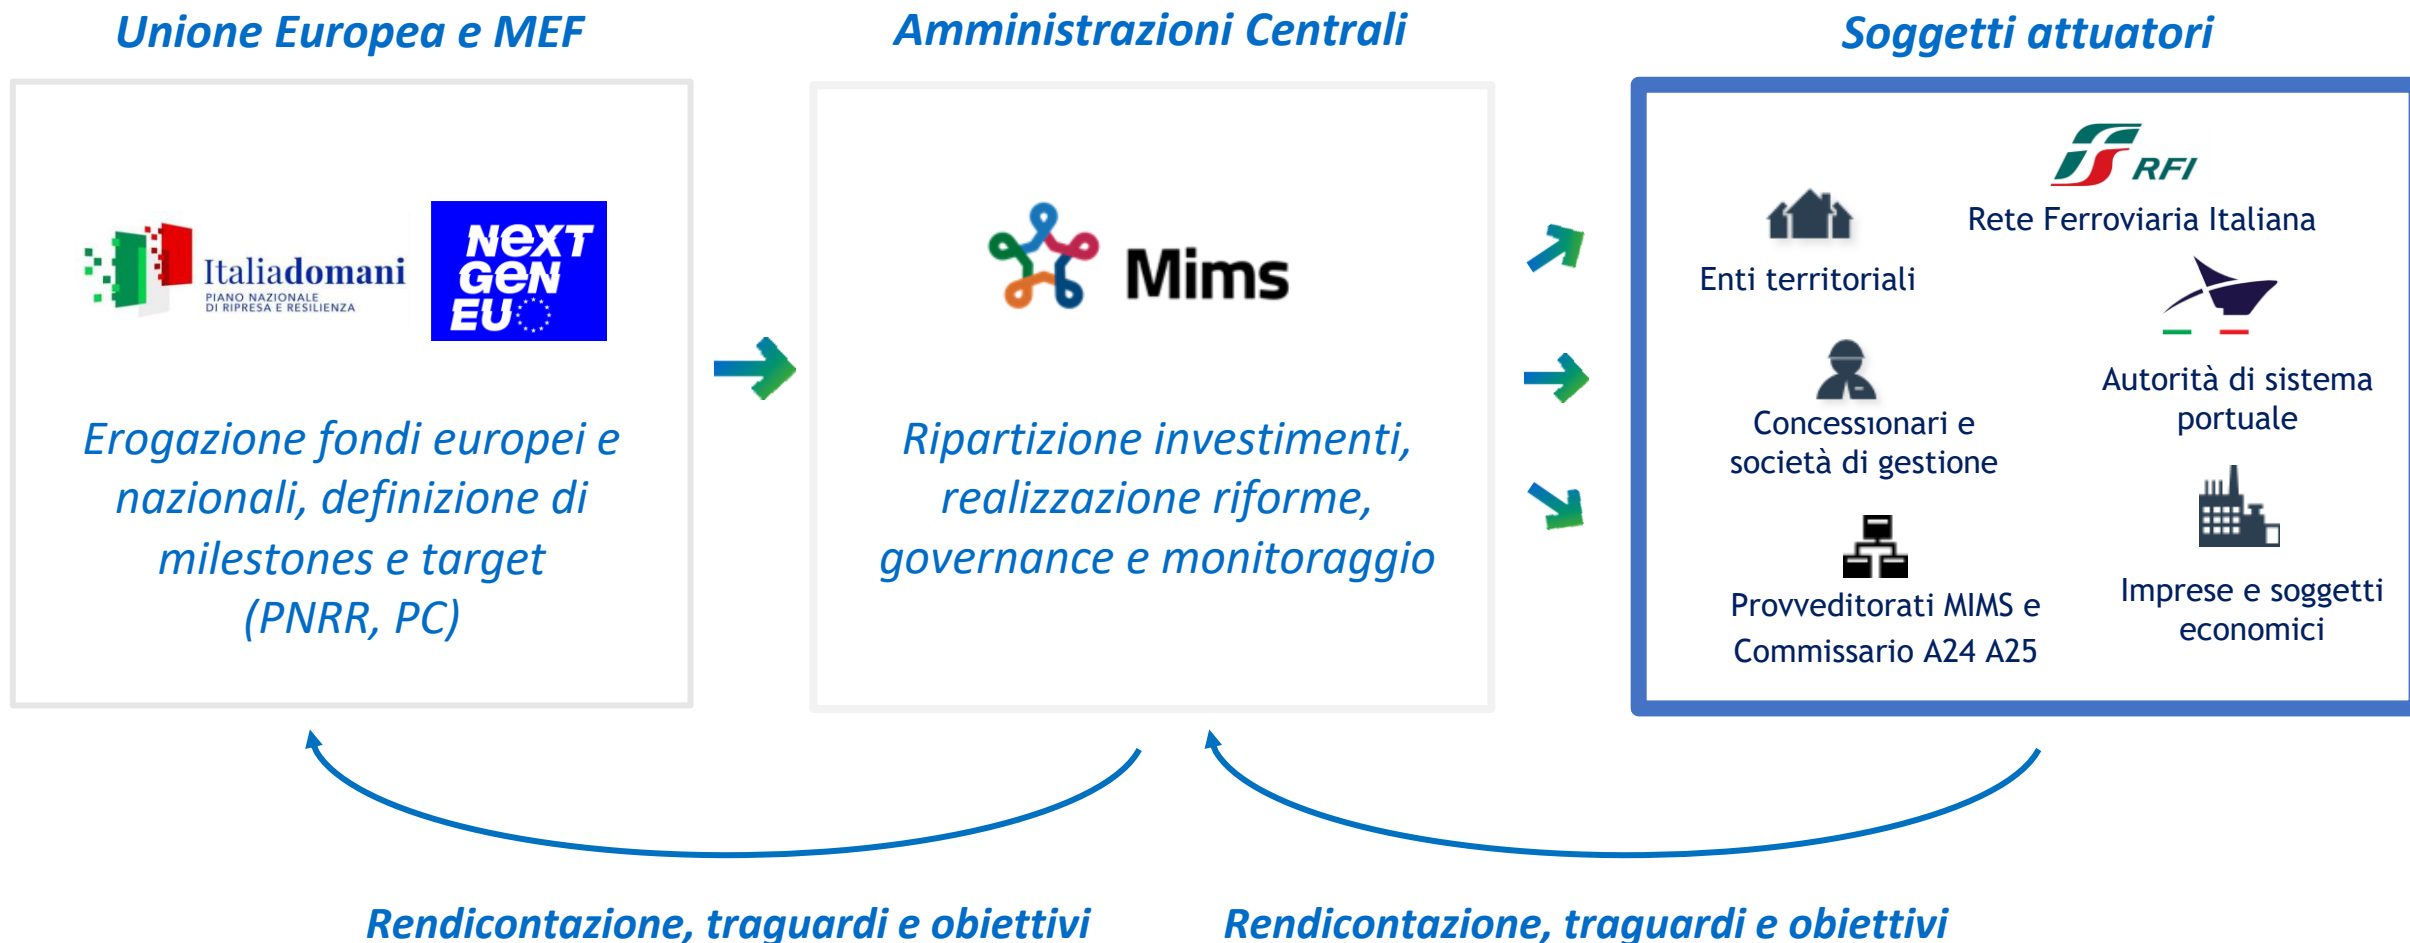 Unione Europea e MEF
Italiadomani
PIANO NAZIONALE
DI RIPRESA E RESILIENZA
NEXT
GEN
EU
Erogazione fondi europei e
nazionali, definizione di
milestones e target
(PNRR, PC)
Amministrazioni Centrali
Mims
Ripartizione investimenti,
realizzazione riforme,
governance e monitoraggio
Soggetti attuatori
RFI
Rete Ferroviaria Italiana
Enti territoriali
Autorità di sistema
portuale
Concessionari e
società di gestione
Imprese e soggetti
economici
Provveditorati MIMS e
Commissario A24 A25
Rendicontazione, traguardi e obiettivi
Rendicontazione, traguardi e obiettivi